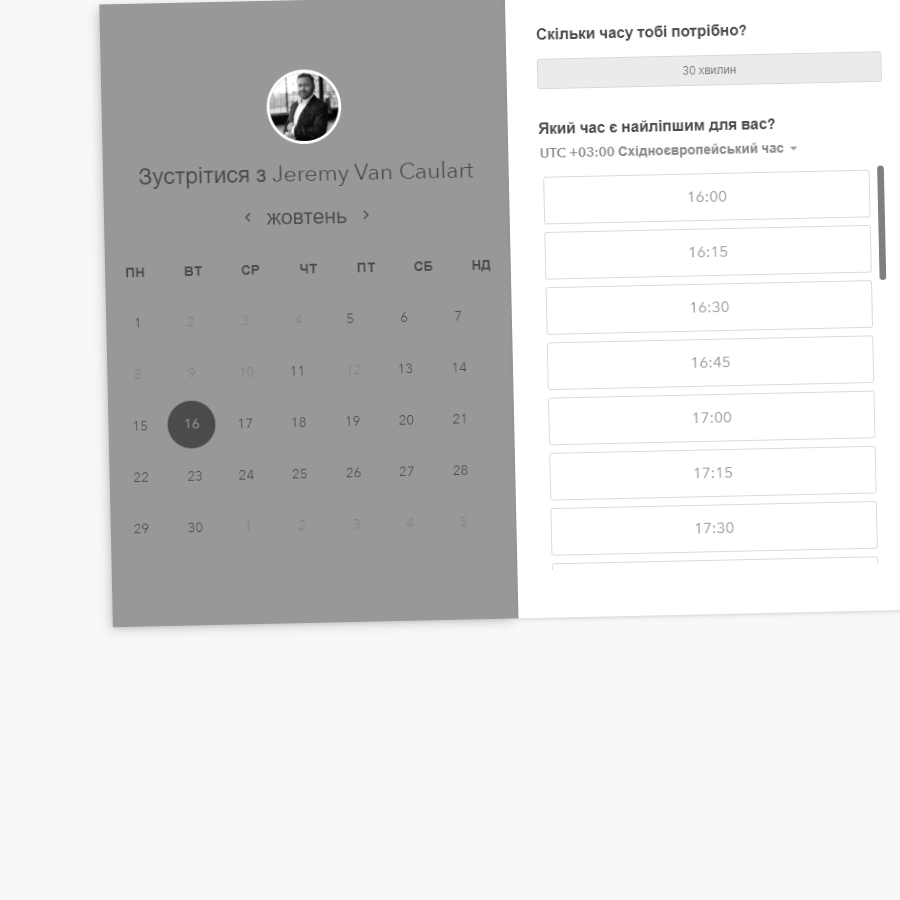 Зустрітися з Jeremy Van Caulart
‹ жовтень ›
ПН ВТ СР ЧТ ПТ СБ НД
1 2 3 4 5 6 7
8 9 10 11 12 13 14
15 16 17 18 19 20 21
22 23 24 25 26 27 28
29 30 1 2 3 4 5
Скільки часу тобі потрібно?
30 хвилин
Який час є найліпшим для вас?
UTC +03:00 Східноєвропейський час
16:00
16:15
16:30
16:45
17:00
17:15
17:30